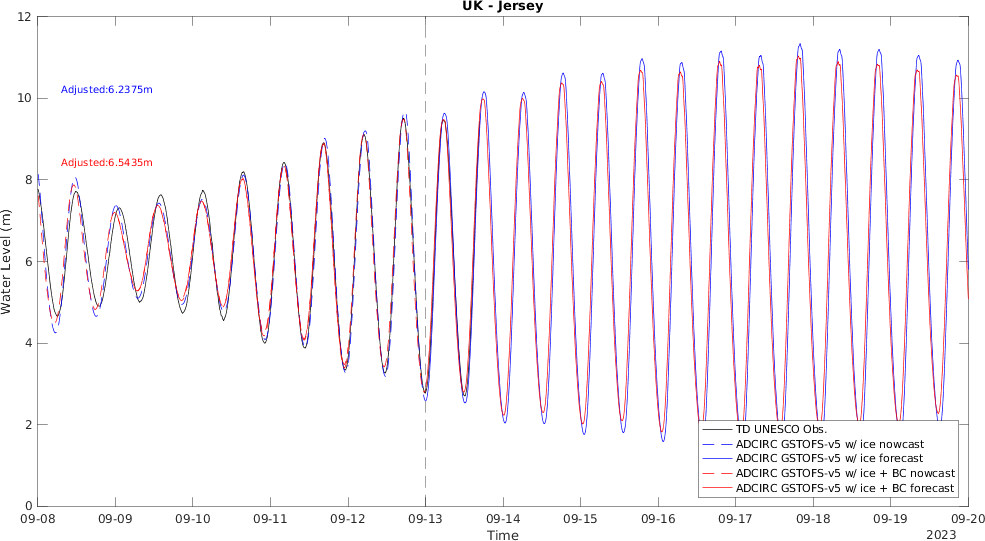 UK - Jersey
12
10
8
6
4
2
0
Water Level (m)
Adjusted:6.2375m
Adjusted:6.5435m
TD UNESCO Obs.
ADCIRC GSTOFS-v5 w/ ice nowcast
ADCIRC GSTOFS-v5 w/ ice forecast
ADCIRC GSTOFS-v5 w/ ice + BC nowcast
ADCIRC GSTOFS-v5 w/ ice + BC forecast
09-08 09-09 09-10 09-11 09-12 09-13 09-14 09-15 09-16 09-17 09-18 09-19 09-20
Time
2023